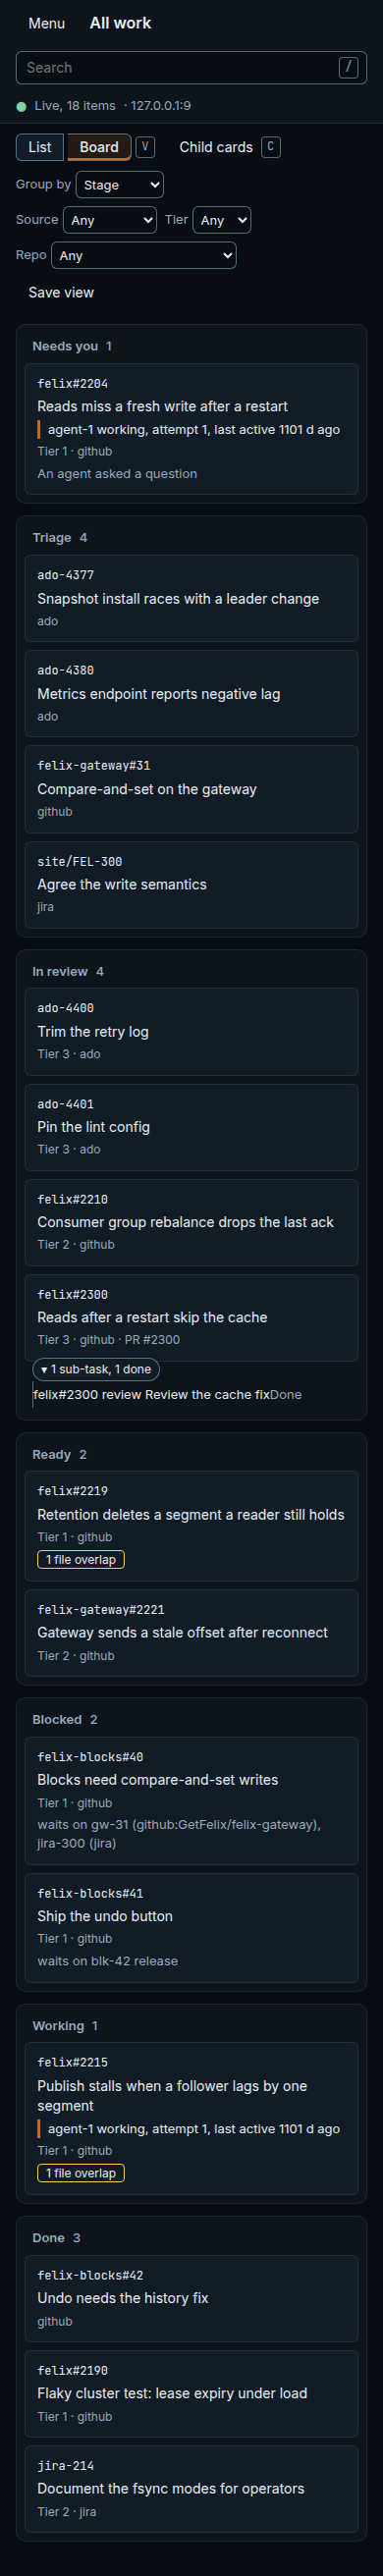 Menu All work
Search /
Live, 18 items · 127.0.0.1:9
List Board V Child cards C
Group by Stage
Source Any Tier Any
Repo Any
Save view
Needs you 1
felix#2204
Reads miss a fresh write after a restart
agent-1 working, attempt 1, last active 1101 d ago
Tier 1 · github
An agent asked a question
Triage 4
ado-4377
Snapshot install races with a leader change
ado
ado-4380
Metrics endpoint reports negative lag
ado
felix-gateway#31
Compare-and-set on the gateway
github
site/FEL-300
Agree the write semantics
jira
In review 4
ado-4400
Trim the retry log
Tier 3 · ado
ado-4401
Pin the lint config
Tier 3 · ado
felix#2210
Consumer group rebalance drops the last ack
Tier 2 · github
felix#2300
Reads after a restart skip the cache
Tier 3 · github · PR #2300
▾ 1 sub-task, 1 done
felix#2300 review Review the cache fixDone
Ready 2
felix#2219
Retention deletes a segment a reader still holds
Tier 1 · github
1 file overlap
felix-gateway#2221
Gateway sends a stale offset after reconnect
Tier 2 · github
Blocked 2
felix-blocks#40
Blocks need compare-and-set writes
Tier 1 · github
waits on gw-31 (github:GetFelix/felix-gateway),
jira-300 (jira)
felix-blocks#41
Ship the undo button
Tier 1 · github
waits on blk-42 release
Working 1
felix#2215
Publish stalls when a follower lags by one
segment
agent-1 working, attempt 1, last active 1101 d ago
Tier 1 · github
1 file overlap
Done 3
felix-blocks#42
Undo needs the history fix
github
felix#2190
Flaky cluster test: lease expiry under load
Tier 1 · github
jira-214
Document the fsync modes for operators
Tier 2 · jira